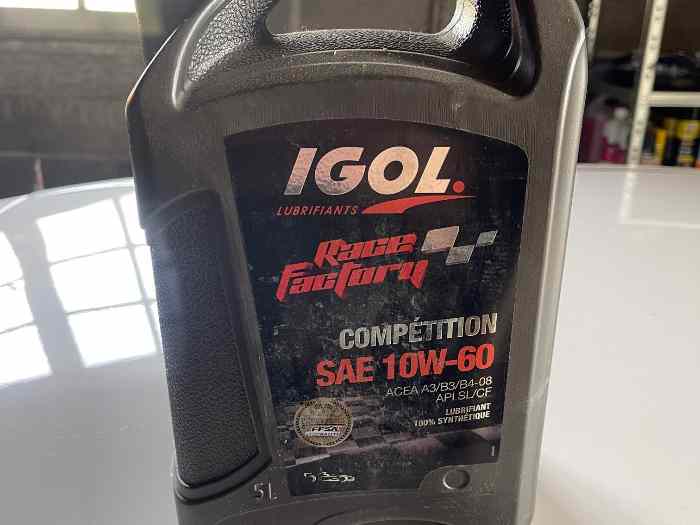 IGOL.
LUBRIFIANTS
Race
Factory
COMPÉTITION
SAE 10W-60
ACEA A3/B3/B4-08
API SL/CF
LUBRIFIANT
100% SYNTHÉTIQUE
5L